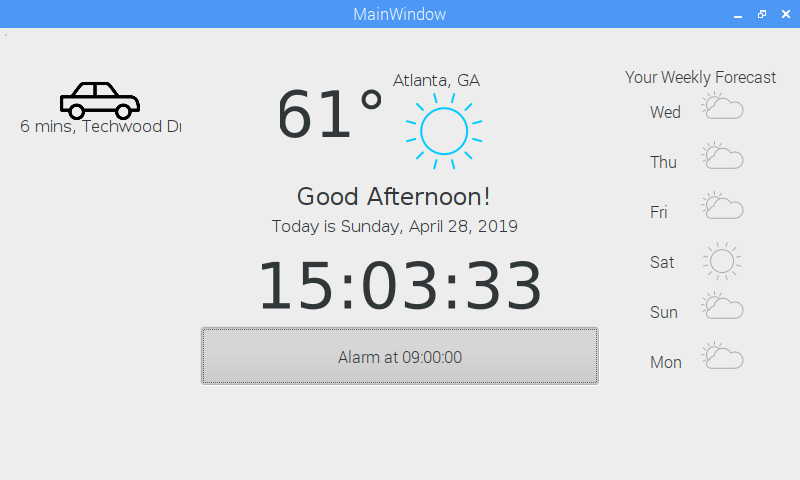 MainWindow
6 mins, Techwood
61°
Atlanta, GA
Good Afternoon!
Today is Sunday, April 28, 2019
15:03:33
Alarm at 09:00:00
Your Weekly Forecast
Wed
Thu
Fri
Sat
Sun
Mon